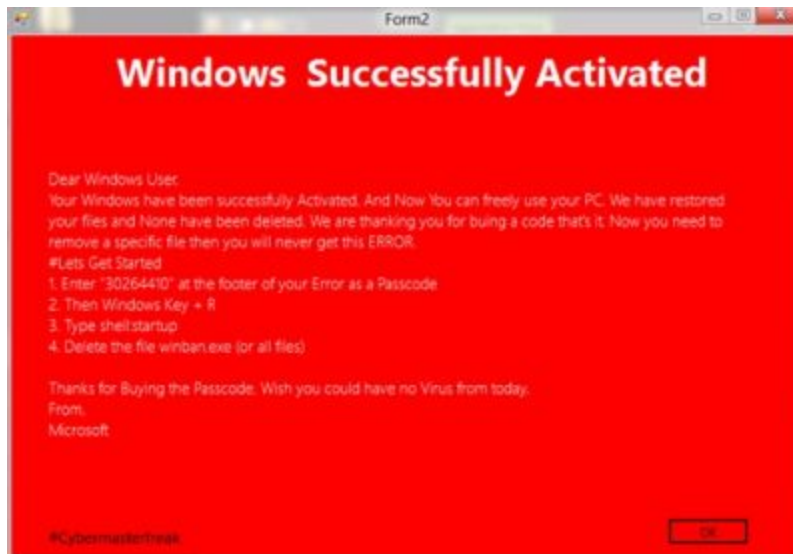 Form2
Windows Successfully Activated
Dear Windows User,
Your Windows have been successfully Activated. And Now You can freely use your PC. We have restored
your files and None have been deleted. We are thanking you for buing a code that's it. Now you need to
remove a specific file then you will never get this ERROR.
#Lets Get Started
1. Enter "30264410" at the footer of your Error as a Passcode
2. Then Windows Key + R
3. Type shell:startup
4. Delete the file winban.exe (or all files)
Thanks for Buying the Passcode. Wish you could have no Virus from today.
From,
Microsoft
#Cybermasterfreak
OK